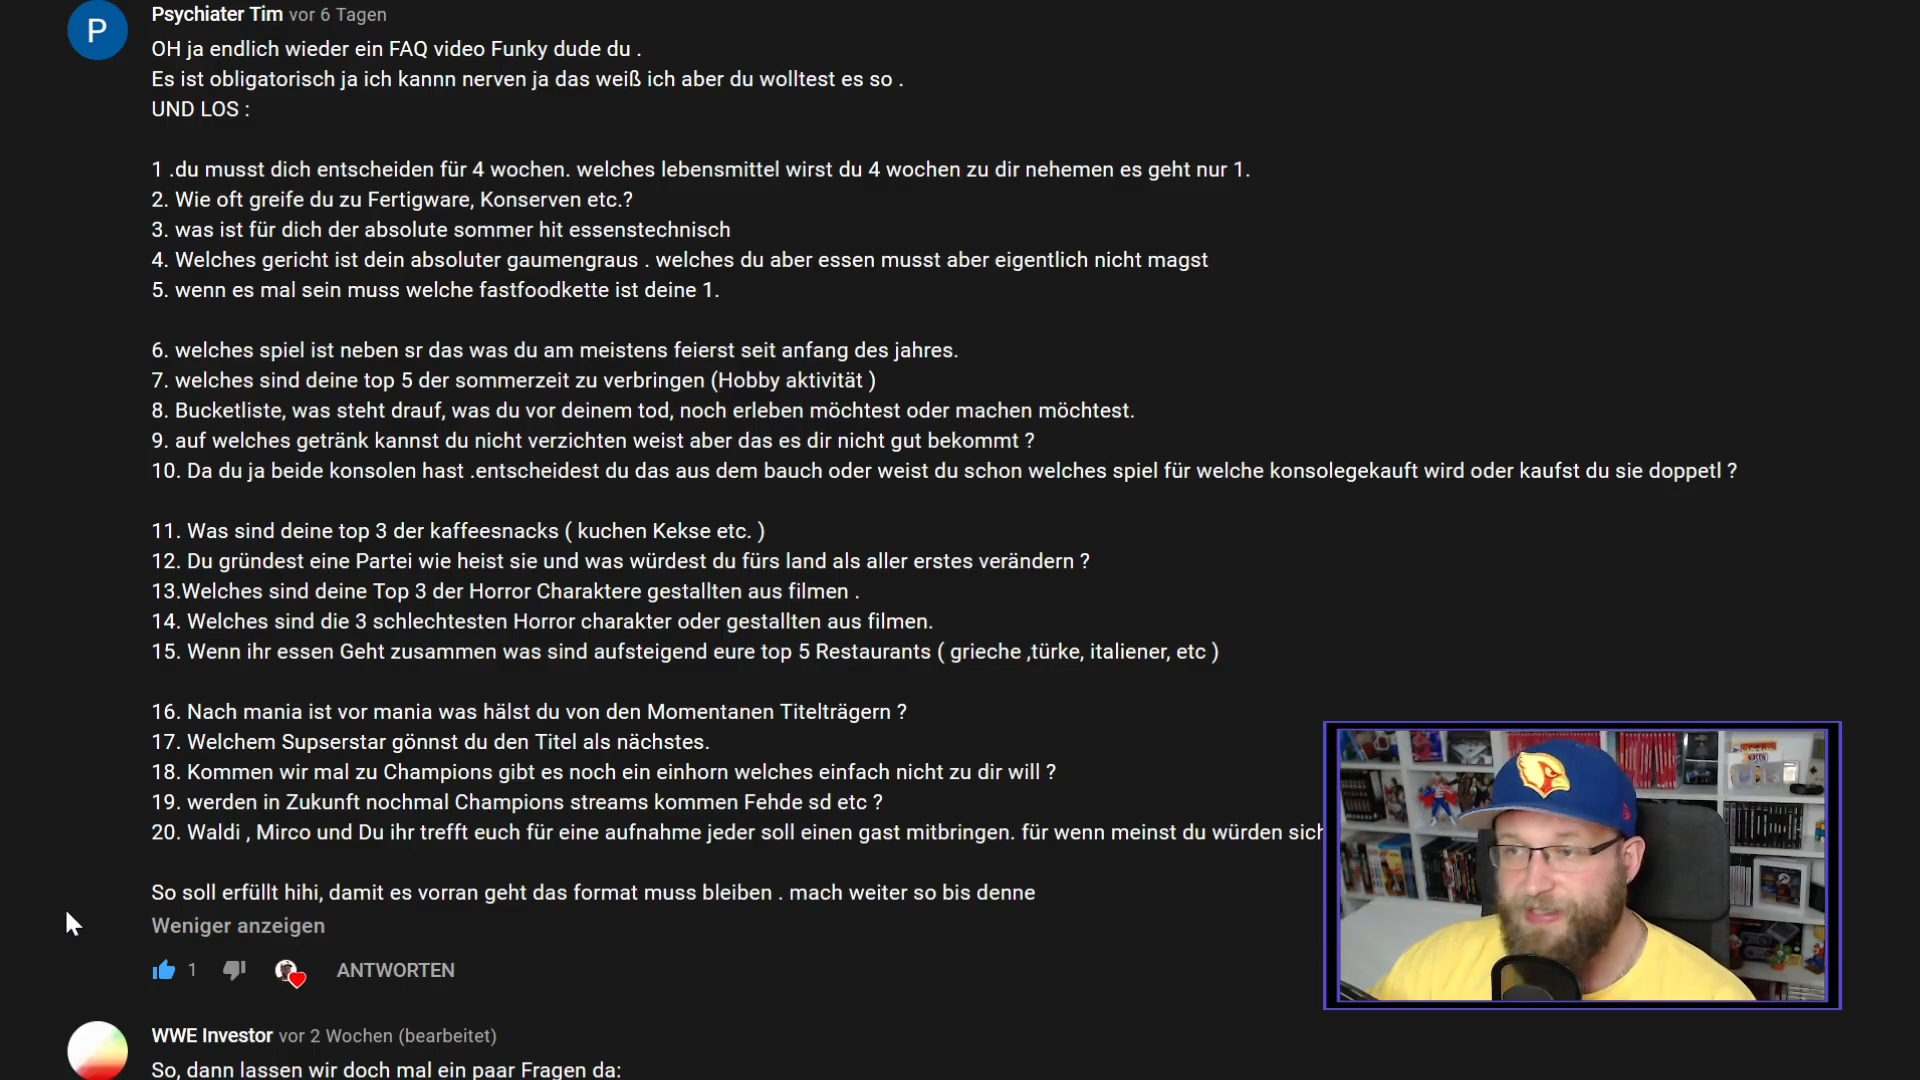 P
Psychiater Tim vor 6 Tagen
OH ja endlich wieder ein FAQ video Funky dude du .
Es ist obligatorisch ja ich kannn nerven ja das weiß ich aber du wolltest es so .
UND LOS :
1 .du musst dich entscheiden für 4 wochen. welches lebensmittel wirst du 4 wochen zu dir nehemen es geht nur 1.
2. Wie oft greife du zu Fertigware, Konserven etc.?
3. was ist für dich der absolute sommer hit essenstechnisch
4. Welches gericht ist dein absoluter gaumengraus . welches du aber essen musst aber eigentlich nicht magst
5. wenn es mal sein muss welche fastfoodkette ist deine 1.
6. welches spiel ist neben sr das was du am meistens feierst seit anfang des jahres.
7. welches sind deine top 5 der sommerzeit zu verbringen (Hobby aktivität )
8. Bucketliste, was steht drauf, was du vor deinem tod, noch erleben möchtest oder machen möchtest.
9. auf welches getränk kannst du nicht verzichten weist aber das es dir nicht gut bekommt ?
10. Da du ja beide konsolen hast .entscheidest du das aus dem bauch oder weist du schon welches spiel für welche konsolegekauft wird oder kaufst du sie doppetl ?
11. Was sind deine top 3 der kaffeesnacks ( kuchen Kekse etc. )
12. Du gründest eine Partei wie heist sie und was würdest du fürs land als aller erstes verändern ?
13.Welches sind deine Top 3 der Horror Charaktere gestallten aus filmen .
14. Welches sind die 3 schlechtesten Horror charakter oder gestallten aus filmen.
15. Wenn ihr essen Geht zusammen was sind aufsteigend eure top 5 Restaurants ( grieche ,türke, italiener, etc )
16. Nach mania ist vor mania was hälst du von den Momentanen Titelträgern ?
17. Welchem Supserstar gönnst du den Titel als nächstes.
18. Kommen wir mal zu Champions gibt es noch ein einhorn welches einfach nicht zu dir will ?
19. werden in Zukunft nochmal Champions streams kommen Fehde sd etc ?
20. Waldi , Mirco und Du ihr trefft euch für eine aufnahme jeder soll einen gast mitbringen. für wenn meinst du würden sich
So soll erfüllt hihi, damit es vorran geht das format muss bleiben . mach weiter so bis denne
Weniger anzeigen
1 ANTWORTEN
WWE Investor vor 2 Wochen (bearbeitet)
So, dann lassen wir doch mal ein paar Fragen da: